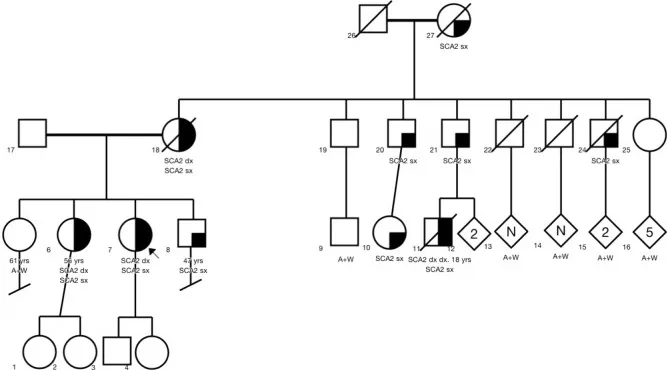 26
27
SCA2 sx
17
18
SCA2 dx
SCA2 sx
19
20
SCA2 sx
21
SCA2 sx
22
23
24
SCA2 sx
25
61 yrs
A+W
6
SCA2 dx
SCA2 sx
7
SCA2 dx
SCA2 sx
8
47 yrs
SCA2 sx
9
A+W
10
SCA2 sx
11
12
SCA2 dx dx. 18 yrs
SCA2 sx
2
13
A+W
N
14
A+W
N
15
A+W
2
16
A+W
5
1
2
3
4